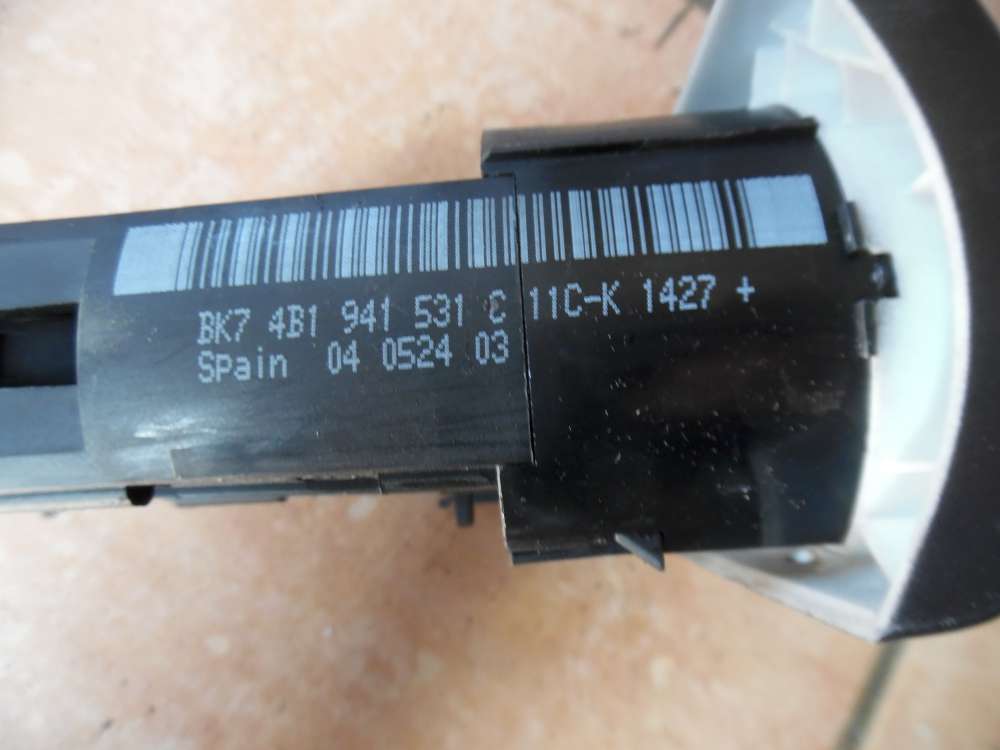 BK7 4B1 941 531 C 11C-K 1427 +
Spain 04 0524 03